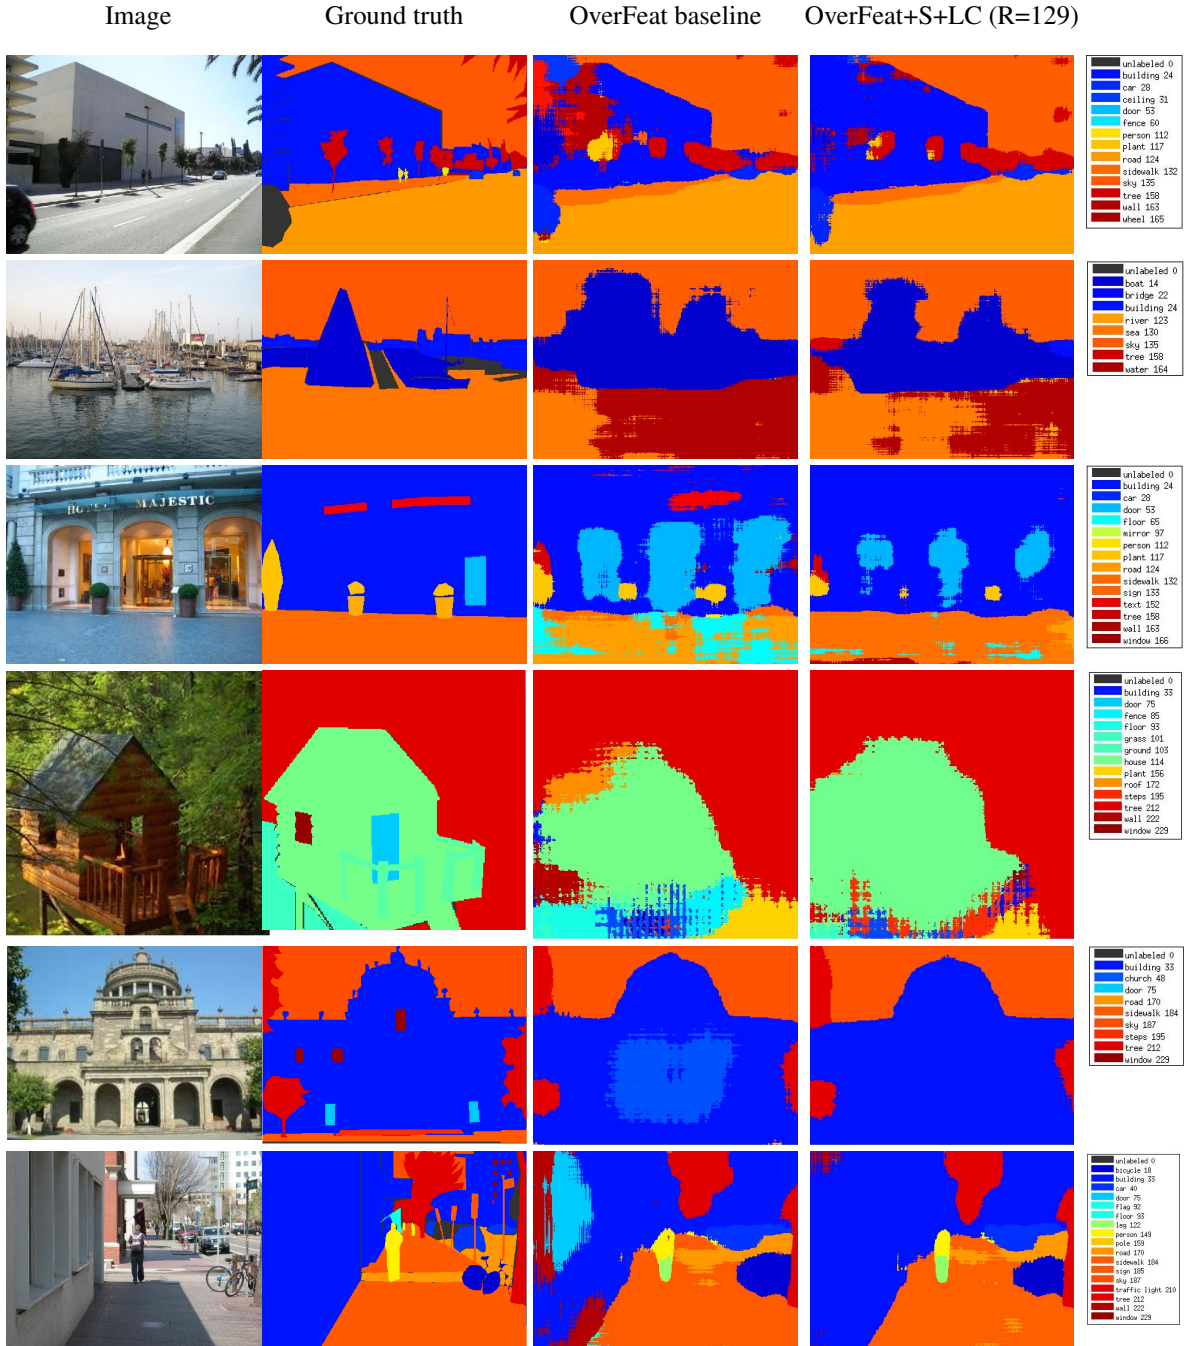 Image Ground truth OverFeat baseline OverFeat+S+LC (R=129)
unlabeled 0
building 24
car 28
ceiling 31
door 53
fence 60
person 112
plant 117
road 124
sidewalk 132
sky 135
tree 158
wall 163
wheel 165
unlabeled 0
boat 14
bridge 22
building 24
river 123
sea 130
sky 135
tree 158
water 164
MAJESTIC
unlabeled 0
building 24
car 28
door 53
floor 65
mirror 97
person 112
plant 117
road 124
sidewalk 132
sign 133
text 152
tree 158
wall 163
window 166
unlabeled 0
building 33
door 75
fence 85
floor 93
grass 101
ground 103
house 114
plant 156
roof 172
steps 195
tree 212
wall 222
window 229
unlabeled 0
building 33
church 48
door 75
road 170
sidewalk 184
sky 187
steps 195
tree 212
window 229
unlabeled 0
bicycle 18
building 33
car 40
door 75
flag 92
floor 93
leg 122
person 149
pole 159
road 170
sidewalk 184
sign 185
sky 187
traffic light 210
tree 212
wall 222
window 229